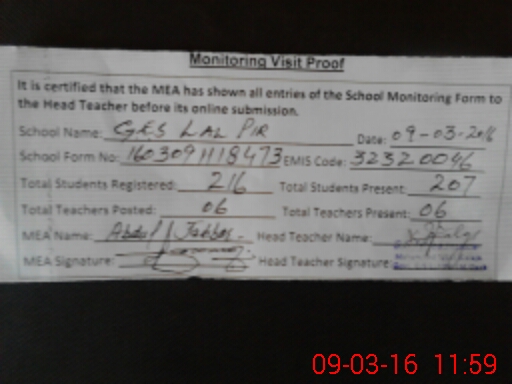 Monitoring Visit Proof
It is certified that the MEA has shown all entries of the School Monitoring Form to
the Head Teacher before its online submission.
School Name: GES LAL PIR Date: 09-03-2016
School Form No: EMIS Code: 32320046
Total Students Registered: 216 Total Students Present: 207
Total Teachers Posted: 06 Total Teachers Present: 06
MEA Name: Abdul Jabbar Head Teacher Name:
MEA Signature: Head Teacher Signature:
09-03-16 11:59